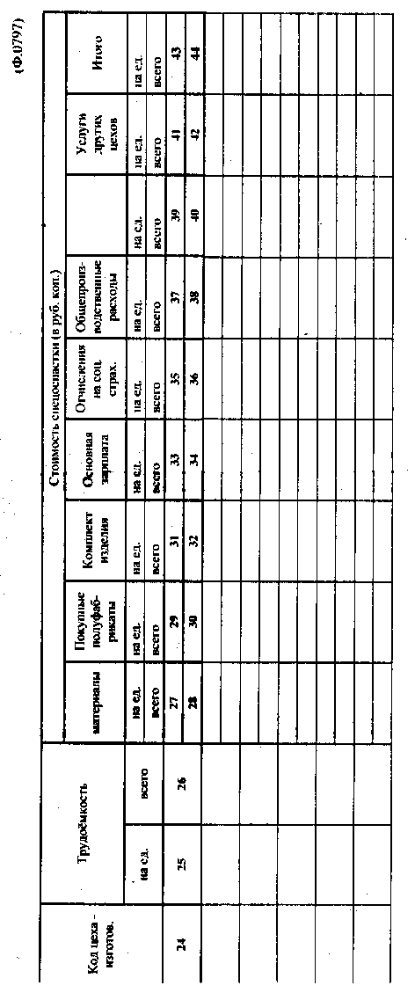 (Ф.0797)
Код цеха -
изготов.
Трудоёмкость
Стоимость спецоснастки (в руб. коп.)
материалы
Покупные
полуфаб-
рикаты
Комплект
изделия
Основная
зарплата
Отчисления
на соц.
страх.
Общепроиз-
водственные
расходы
Услуги
других
цехов
Итого
на ед.
всего
на ед. на ед. на ед. на ед. на ед. на ед. на ед. на ед. на ед.
всего всего всего всего всего всего всего всего всего
24 25 26 27 29 31 33 35 37 39 41 43
28 30 32 34 36 38 40 42 44